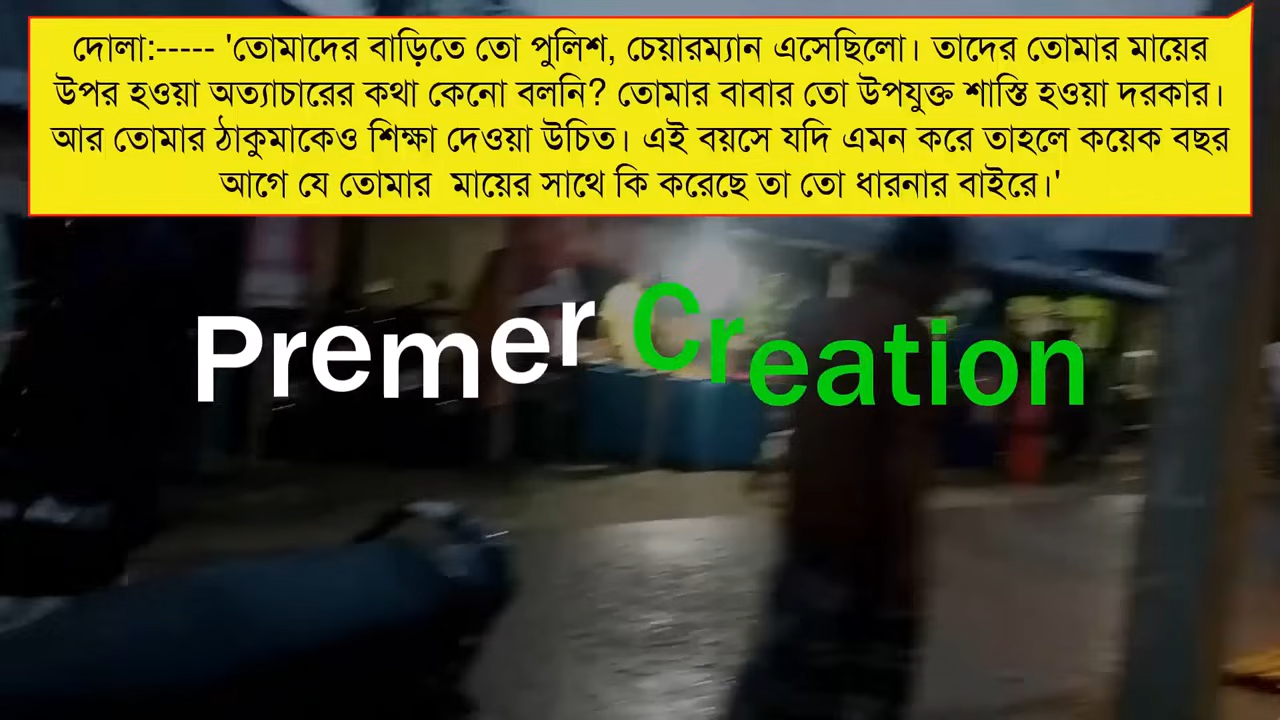 দোলা:----- 'তোমাদের বাড়িতে তো পুলিশ, চেয়ারম্যান এসেছিলো। তাদের তোমার মায়ের
উপর হওয়া অত্যাচারের কথা কেনো বলনি? তোমার বাবার তো উপযুক্ত শাস্তি হওয়া দরকার।
আর তোমার ঠাকুমাকেও শিক্ষা দেওয়া উচিত। এই বয়সে যদি এমন করে তাহলে কয়েক বছর
আগে যে তোমার মায়ের সাথে কি করেছে তা তো ধারনার বাইরে।'
Premer Creation